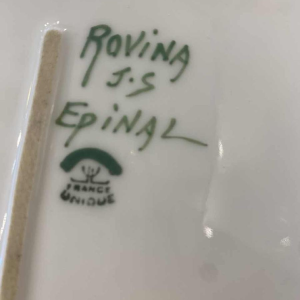 ROVINA
J.S
EPINAL
FRANCE
UNIQUE